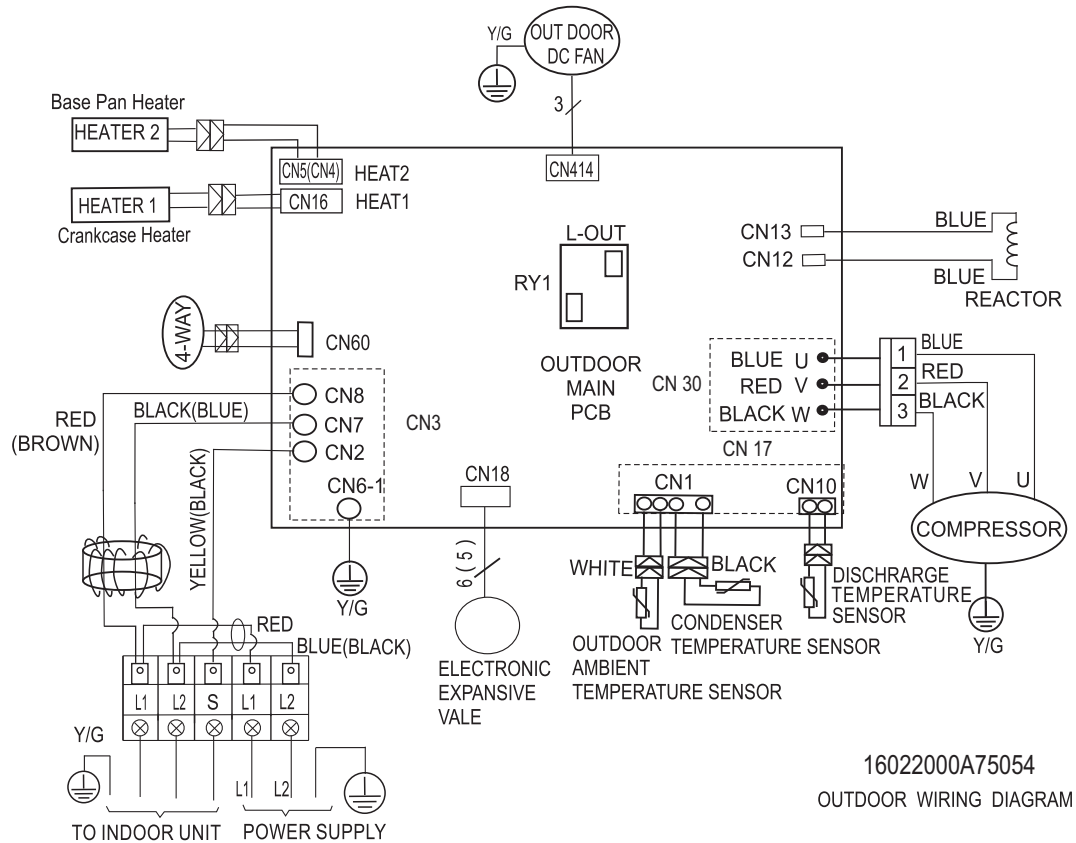 Y/G
OUT DOOR
DC FAN
3
Base Pan Heater
HEATER 2
CN5(CN4)
HEAT2
CN414
HEATER 1
CN16
HEAT1
Crankcase Heater
L-OUT
RY1
CN13
BLUE
CN12
BLUE
REACTOR
4-WAY
CN60
OUTDOOR
MAIN
PCB
CN 30
BLUE U
RED V
BLACK W
1
2
3
BLUE
RED
BLACK
CN 17
RED
(BROWN)
BLACK(BLUE)
YELLOW(BLACK)
CN8
CN7
CN2
CN3
CN6-1
Y/G
CN18
6 ( 5 )
ELECTRONIC
EXPANSIVE
VALE
CN1
CN10
WHITE
BLACK
OUTDOOR
AMBIENT
TEMPERATURE SENSOR
CONDENSER
TEMPERATURE SENSOR
DISCHRARGE
TEMPERATURE
SENSOR
W
V
U
COMPRESSOR
Y/G
RED
BLUE(BLACK)
L1
L2
S
L1
L2
Y/G
L1
L2
TO INDOOR UNIT
POWER SUPPLY
16022000A75054
OUTDOOR WIRING DIAGRAM